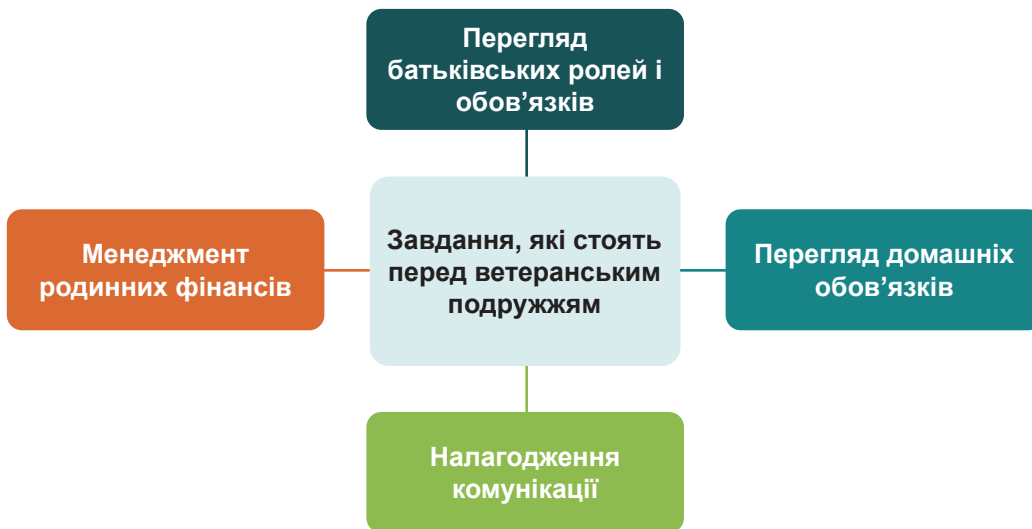 Перегляд
батьківських ролей і
обов’язків
Менеджмент
родинних фінансів
Завдання, які стоять
перед ветеранським
подружжям
Перегляд домашніх
обов’язків
Налагодження
комунікації